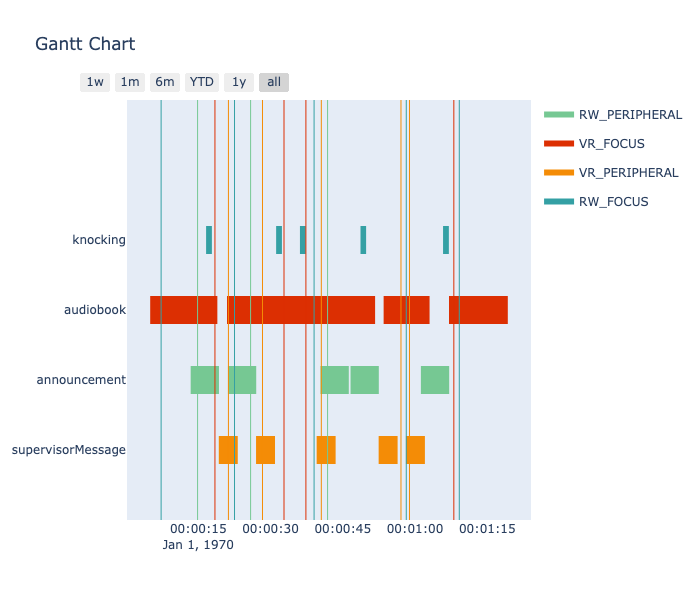 Gantt Chart
1w 1m 6m YTD 1y all
RW_PERIPHERAL
VR_FOCUS
VR_PERIPHERAL
RW_FOCUS
knocking
audiobook
announcement
supervisorMessage
00:00:15 00:00:30 00:00:45 00:01:00 00:01:15
Jan 1, 1970